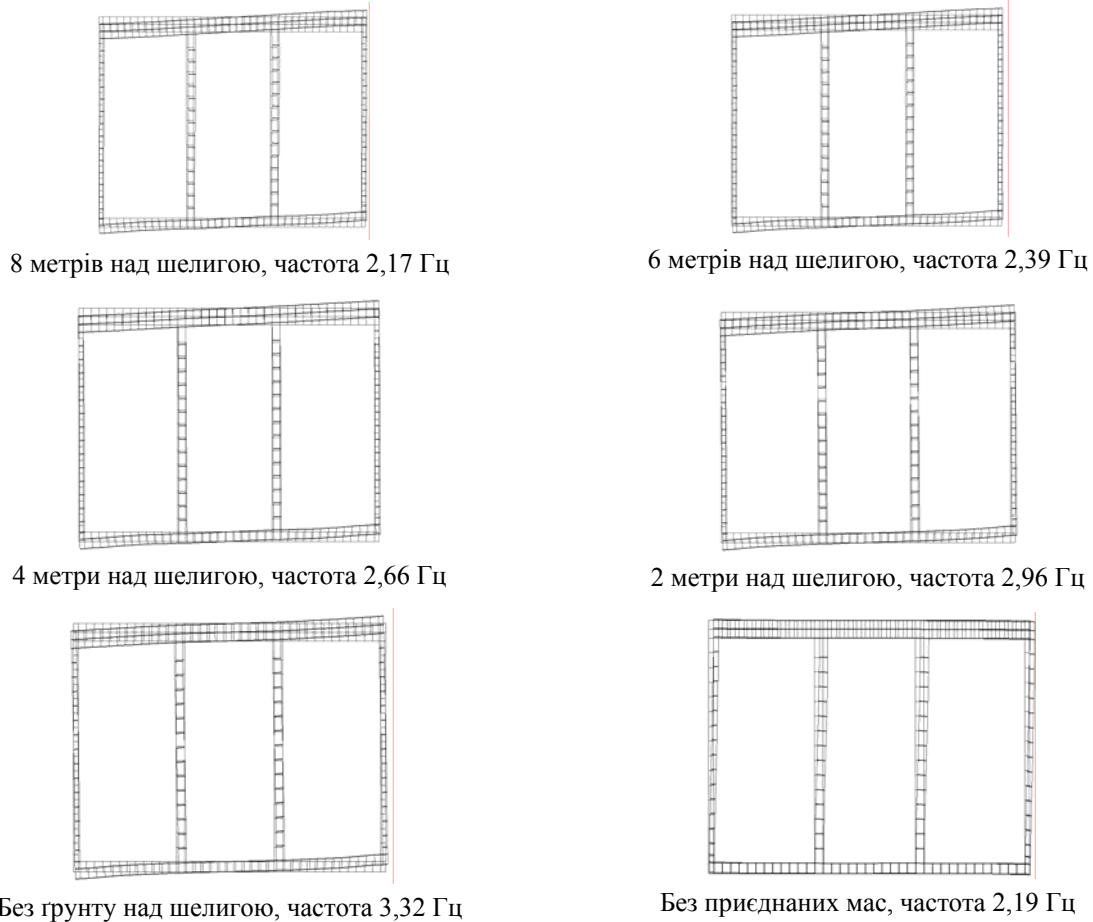 8 метрів над шелигою, частота 2,17 Гц
6 метрів над шелигою, частота 2,39 Гц
4 метри над шелигою, частота 2,66 Гц
2 метри над шелигою, частота 2,96 Гц
Без ґрунту над шелигою, частота 3,32 Гц
Без приєднаних мас, частота 2,19 Гц